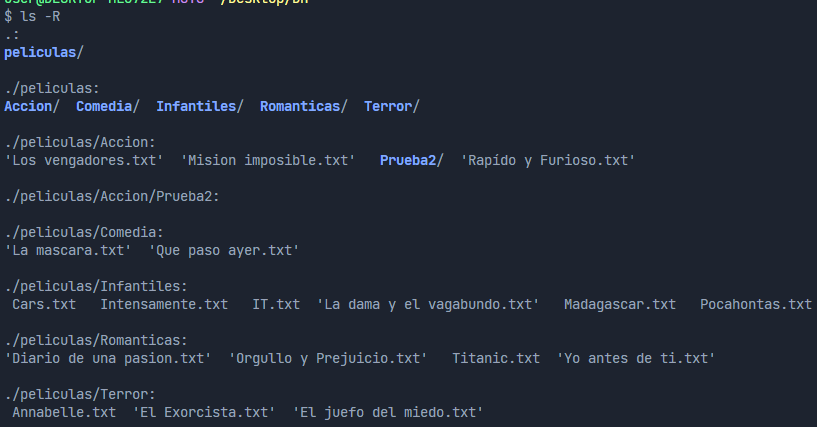 $ ls -R
.:
peliculas/
./peliculas:
Accion/ Comedia/ Infantiles/ Romanticas/ Terror/
./peliculas/Accion:
'Los vengadores.txt' 'Mision imposible.txt' Prueba2/ 'Rapido y Furioso.txt'
./peliculas/Accion/Prueba2:
./peliculas/Comedia:
'La mascara.txt' 'Que paso ayer.txt'
./peliculas/Infantiles:
Cars.txt Intensamente.txt IT.txt 'La dama y el vagabundo.txt' Madagascar.txt Pocahontas.txt
./peliculas/Romanticas:
'Diario de una pasion.txt' 'Orgullo y Prejuicio.txt' Titanic.txt 'Yo antes de ti.txt'
./peliculas/Terror:
Annabelle.txt 'El Exorcista.txt' 'El juefo del miedo.txt'